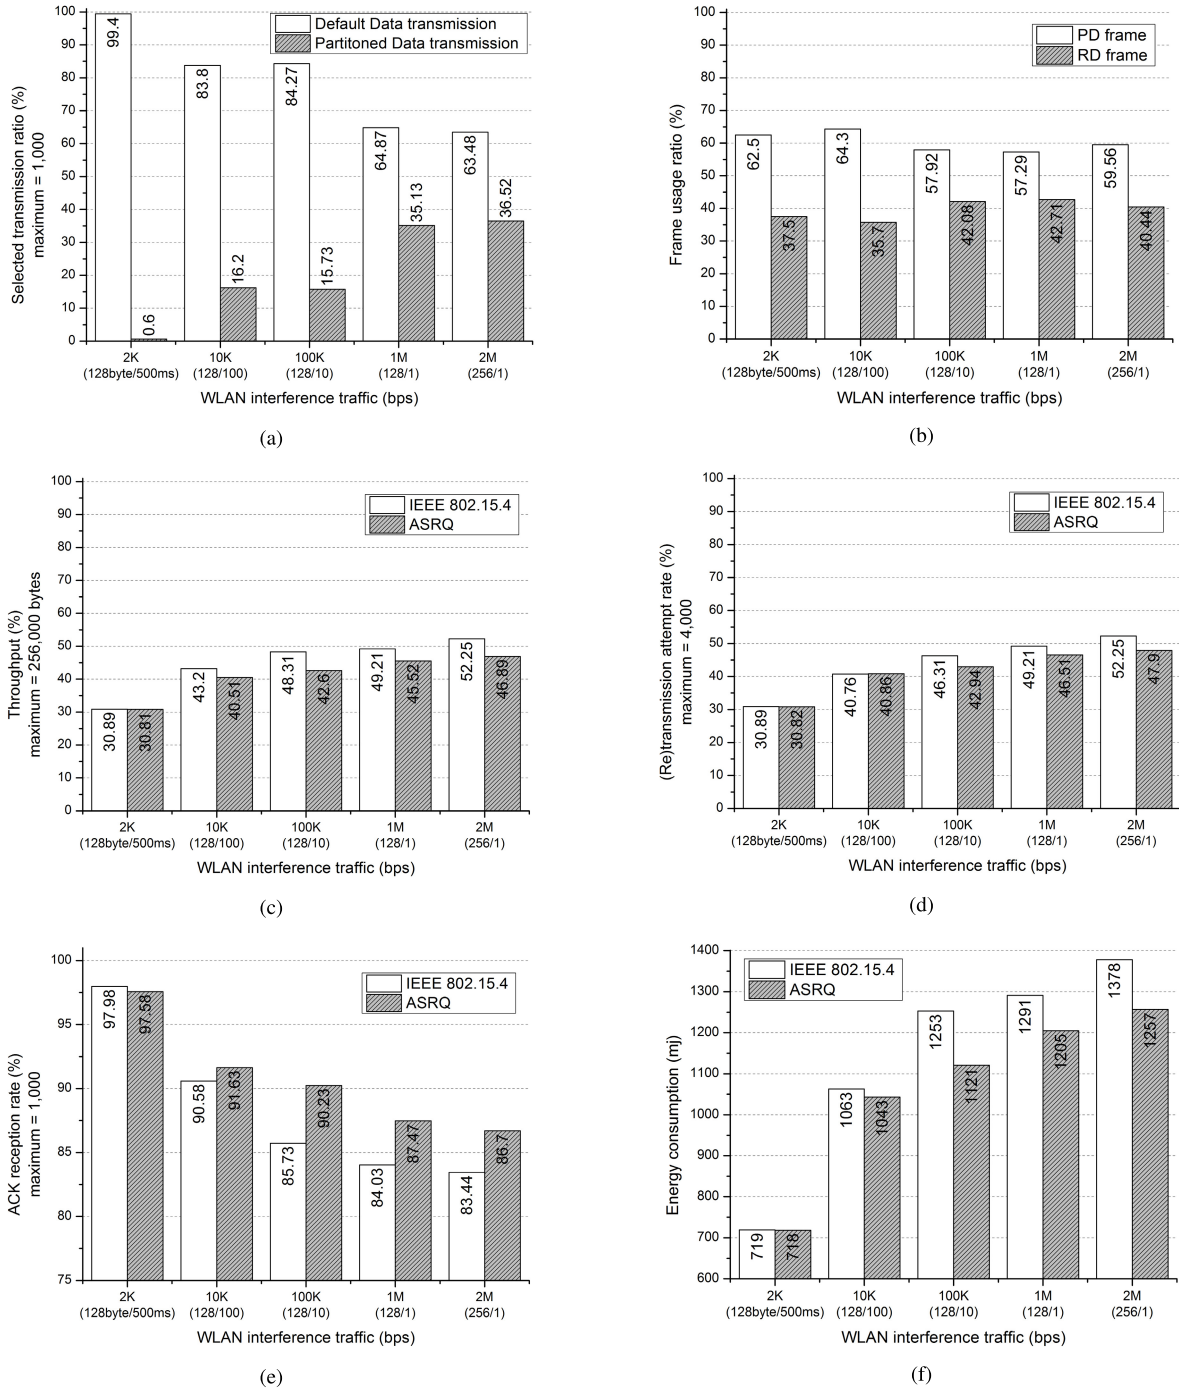 100
90
80
70
60
50
40
30
20
10
0
Selected transmission ratio (%)
maximum = 1,000
Default Data transmission
Partitoned Data transmission
99.4
0.6
83.8
16.2
84.27
15.73
64.87
35.13
63.48
36.52
2K 10K 100K 1M 2M
(128byte/500ms) (128/100) (128/10) (128/1) (256/1)
WLAN interference traffic (bps)
(a)
100
90
80
70
60
50
40
30
20
10
0
Frame usage ratio (%)
PD frame
RD frame
62.5
37.5
64.3
35.7
57.92
42.08
57.29
42.71
59.56
40.44
2K 10K 100K 1M 2M
(128byte/500ms) (128/100) (128/10) (128/1) (256/1)
WLAN interference traffic (bps)
(b)
100
90
80
70
60
50
40
30
20
10
0
Throughput (%)
maximum = 256,000 bytes
IEEE 802.15.4
ASRQ
30.89
30.81
43.2
40.51
48.31
42.6
49.21
45.52
52.25
46.89
2K 10K 100K 1M 2M
(128byte/500ms) (128/100) (128/10) (128/1) (256/1)
WLAN interference traffic (bps)
(c)
100
90
80
70
60
50
40
30
20
10
0
(Re)transmission attempt rate (%)
maximum = 4,000
IEEE 802.15.4
ASRQ
30.89
30.82
40.76
40.86
46.31
42.94
49.21
46.51
52.25
47.9
2K 10K 100K 1M 2M
(128byte/500ms) (128/100) (128/10) (128/1) (256/1)
WLAN interference traffic (bps)
(d)
100
95
90
85
80
75
ACK reception rate (%)
maximum = 1,000
IEEE 802.15.4
ASRQ
97.98
97.58
90.58
91.63
85.73
90.23
84.03
87.47
83.44
86.7
2K 10K 100K 1M 2M
(128byte/500ms) (128/100) (128/10) (128/1) (256/1)
WLAN interference traffic (bps)
(e)
1400
1300
1200
1100
1000
900
800
700
600
Energy consumption (mj)
IEEE 802.15.4
ASRQ
719
718
1063
1043
1253
1121
1291
1205
1378
1257
2K 10K 100K 1M 2M
(128byte/500ms) (128/100) (128/10) (128/1) (256/1)
WLAN interference traffic (bps)
(f)